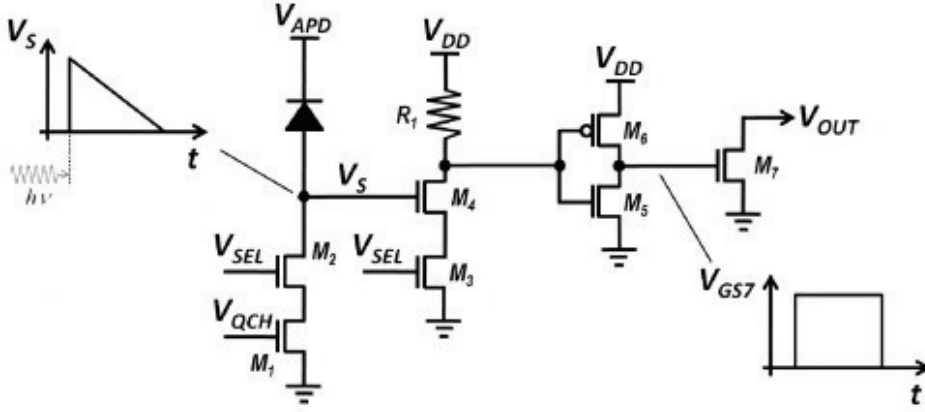 V_S
t
hν
V_APD
V_DD
R_1
V_DD
M_6
V_OUT
V_S
M_4
M_5
M_7
V_SEL
M_2
V_SEL
M_3
V_GS7
V_QCH
M_1
t